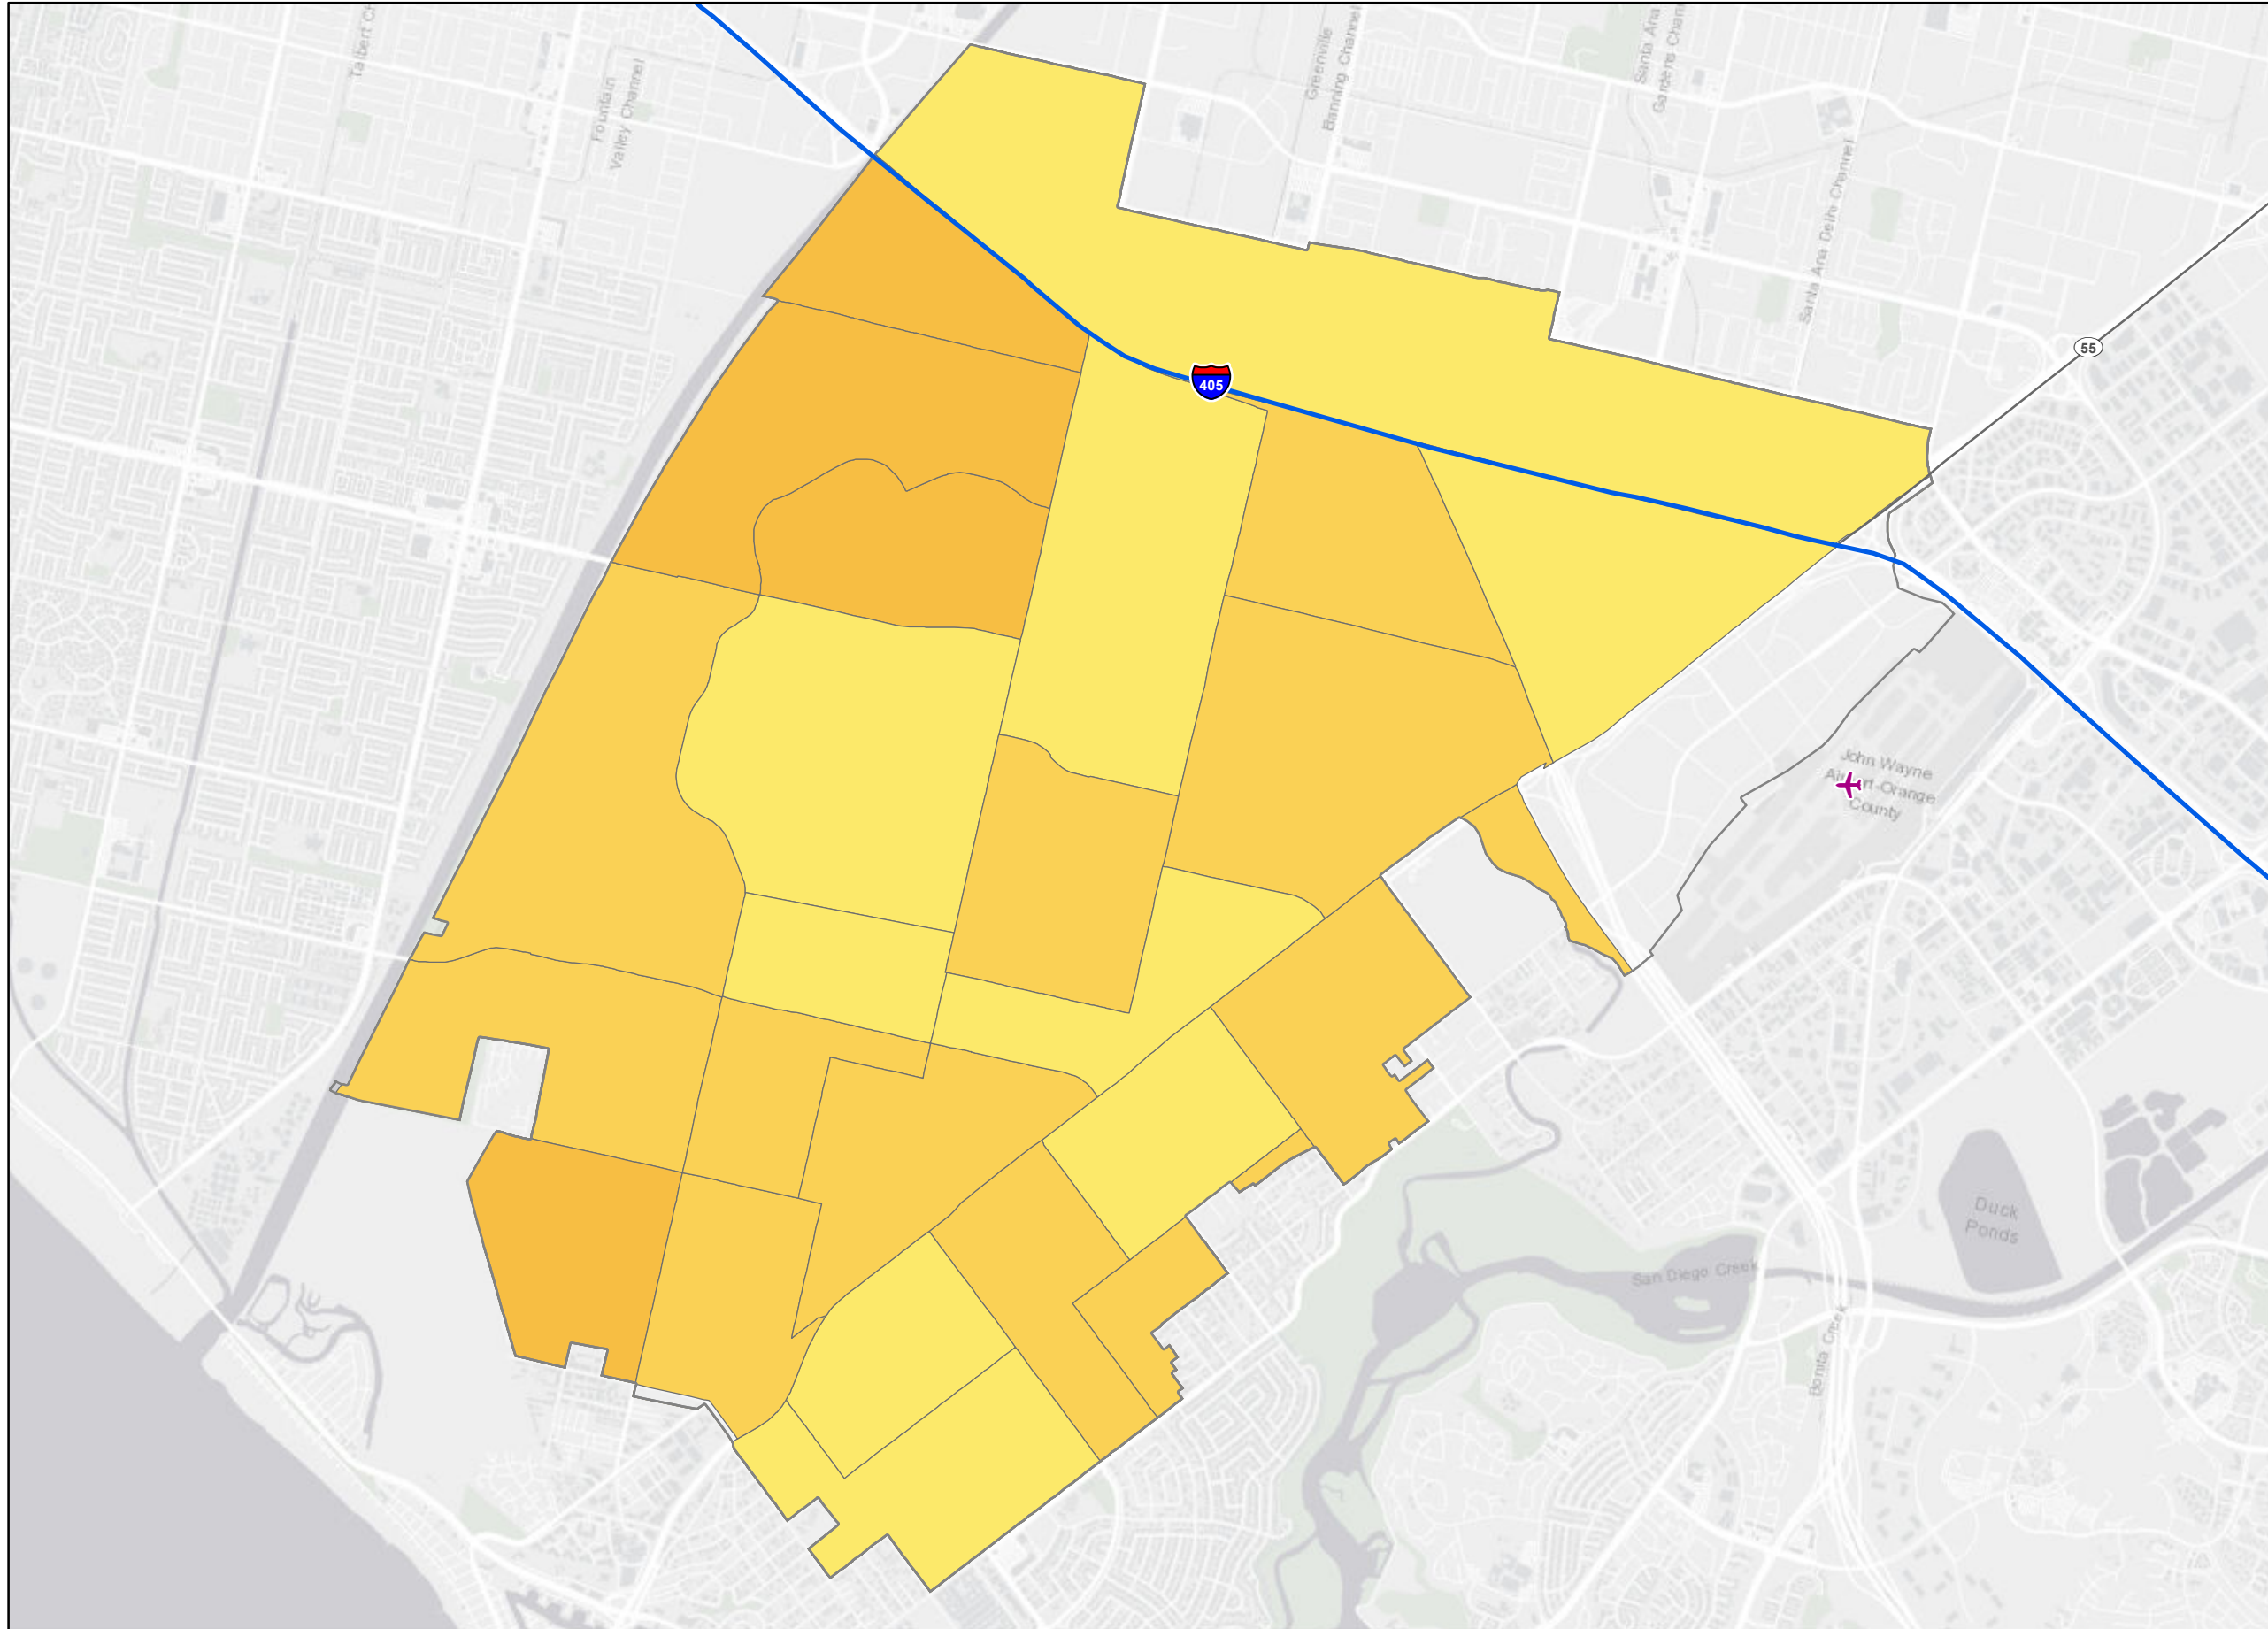 Talbert Ch
Fountain
Valley Channel
Greenville
Banning Channel
Santa Ana
Gardens Chan
Santa Ana Delhi Channel
55
405
John Wayne
Airport-Orange
County
Duck
Ponds
San Diego Creek
Bonita Creek